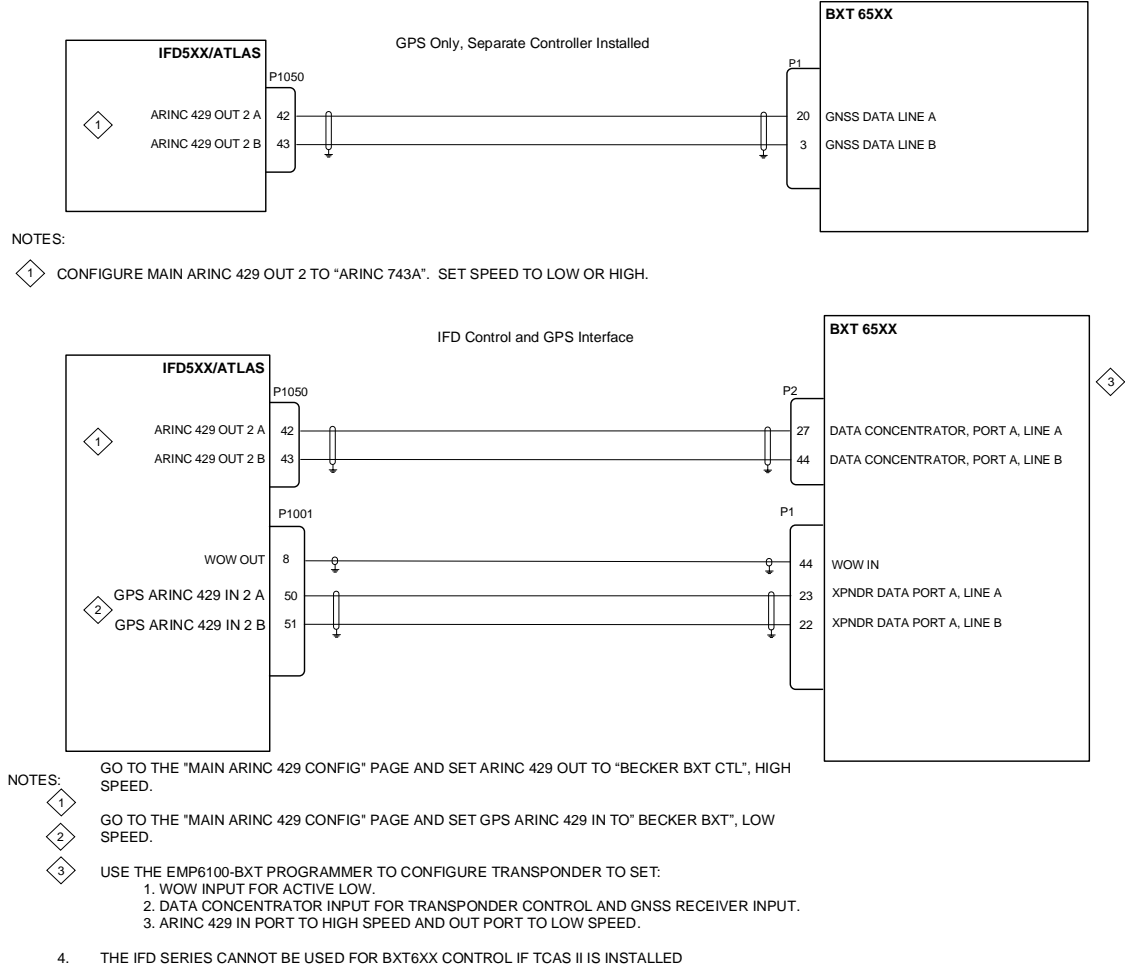 BXT 65XX
GPS Only, Separate Controller Installed
IFD5XX/ATLAS
P1050
P1
1
ARINC 429 OUT 2 A 42 20 GNSS DATA LINE A
ARINC 429 OUT 2 B 43 3 GNSS DATA LINE B
NOTES:
1 CONFIGURE MAIN ARINC 429 OUT 2 TO “ARINC 743A”. SET SPEED TO LOW OR HIGH.
IFD Control and GPS Interface
BXT 65XX
IFD5XX/ATLAS
3
P1050
P2
1
ARINC 429 OUT 2 A 42 27 DATA CONCENTRATOR, PORT A, LINE A
ARINC 429 OUT 2 B 43 44 DATA CONCENTRATOR, PORT A, LINE B
P1001
P1
WOW OUT 8 44 WOW IN
2
GPS ARINC 429 IN 2 A 50 23 XPNDR DATA PORT A, LINE A
GPS ARINC 429 IN 2 B 51 22 XPNDR DATA PORT A, LINE B
NOTES:
1 GO TO THE "MAIN ARINC 429 CONFIG" PAGE AND SET ARINC 429 OUT TO “BECKER BXT CTL”, HIGH
SPEED.
2 GO TO THE "MAIN ARINC 429 CONFIG" PAGE AND SET GPS ARINC 429 IN TO” BECKER BXT”, LOW
SPEED.
3 USE THE EMP6100-BXT PROGRAMMER TO CONFIGURE TRANSPONDER TO SET:
1. WOW INPUT FOR ACTIVE LOW.
2. DATA CONCENTRATOR INPUT FOR TRANSPONDER CONTROL AND GNSS RECEIVER INPUT.
3. ARINC 429 IN PORT TO HIGH SPEED AND OUT PORT TO LOW SPEED.
4. THE IFD SERIES CANNOT BE USED FOR BXT6XX CONTROL IF TCAS II IS INSTALLED